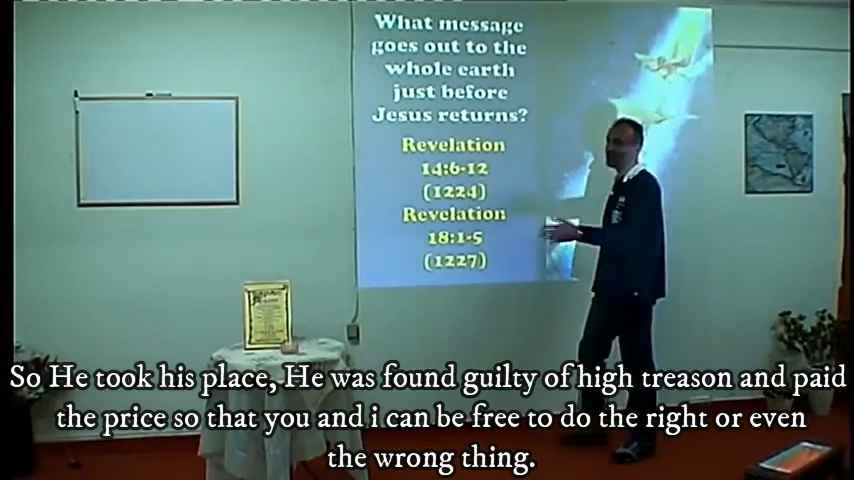 What message
goes out to the
whole earth
just before
Jesus returns?
Revelation
14:6-12
(1224)
Revelation
18:1-5
(1227)
So He took his place, He was found guilty of high treason and paid
the price so that you and i can be free to do the right or even
the wrong thing.